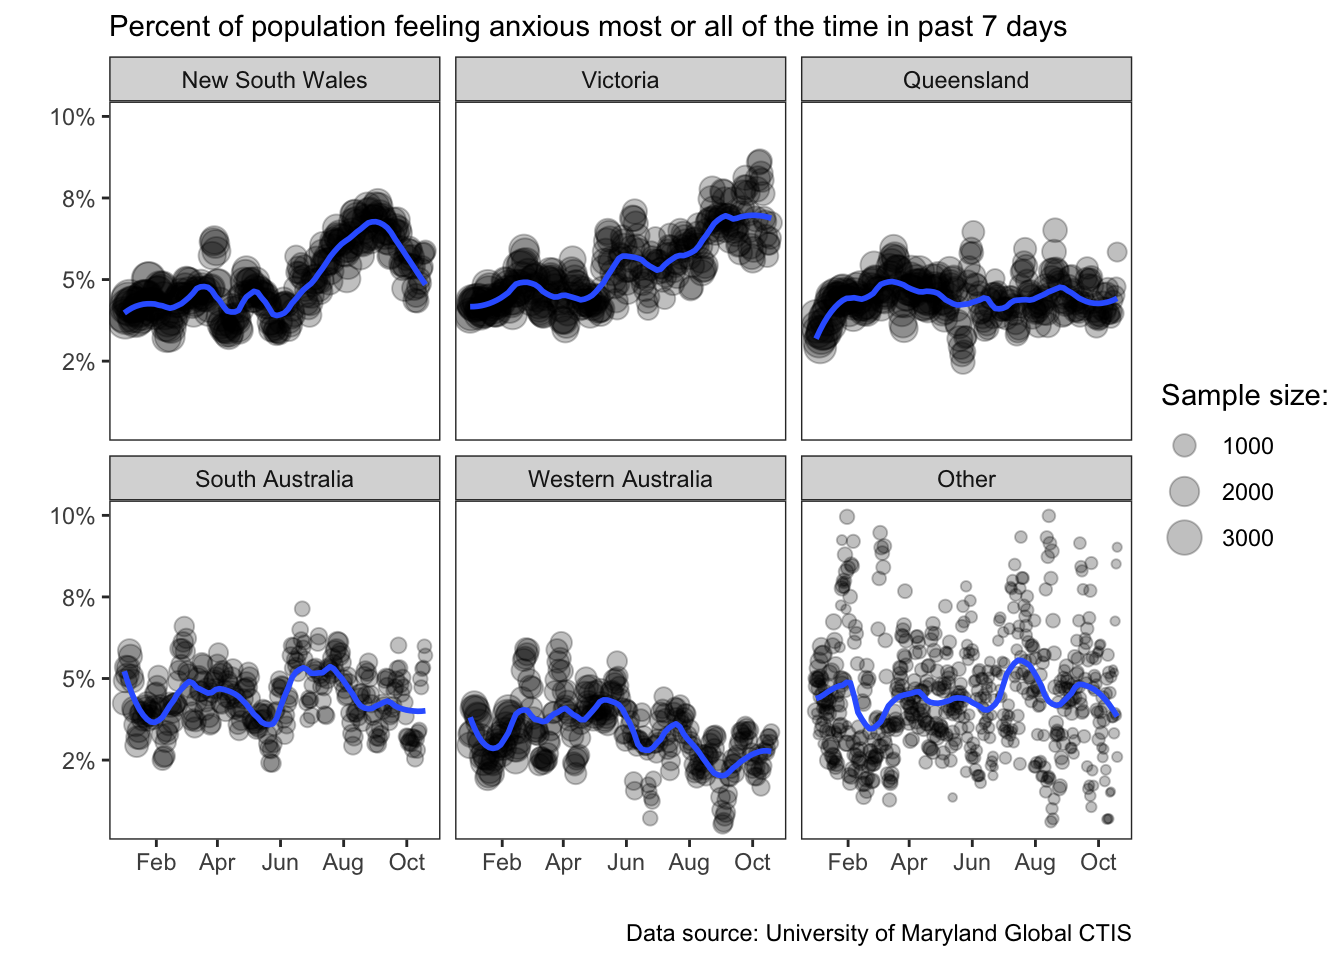 Percent of population feeling anxious most or all of the time in past 7 days
New South Wales
Victoria
Queensland
10%
8%
5%
2%
South Australia
Western Australia
Other
10%
8%
5%
2%
Feb Apr Jun Aug Oct
Feb Apr Jun Aug Oct
Feb Apr Jun Aug Oct
Sample size:
1000
2000
3000
Data source: University of Maryland Global CTIS